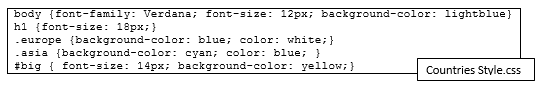 body {font-family: Verdana; font-size: 12px; background-color: lightblue}
h1 {font-size: 18px;}
.europe {background-color: blue; color: white;}
.asia {background-color: cyan; color: blue; }
#big { font-size: 14px; background-color: yellow;}
Countries Style.css